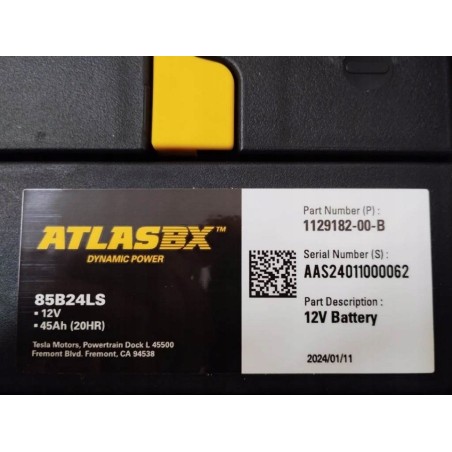 ATLASBX™
DYNAMIC POWER
85B24LS
▪ 12V
▪ 45Ah (20HR)
Tesla Motors, Powertrain Dock L 45500
Fremont Blvd. Fremont, CA 94538
Part Number (P) :
1129182-00-B
Serial Number (S) :
AAS24011000062
Part Description :
12V Battery
2024/01/11